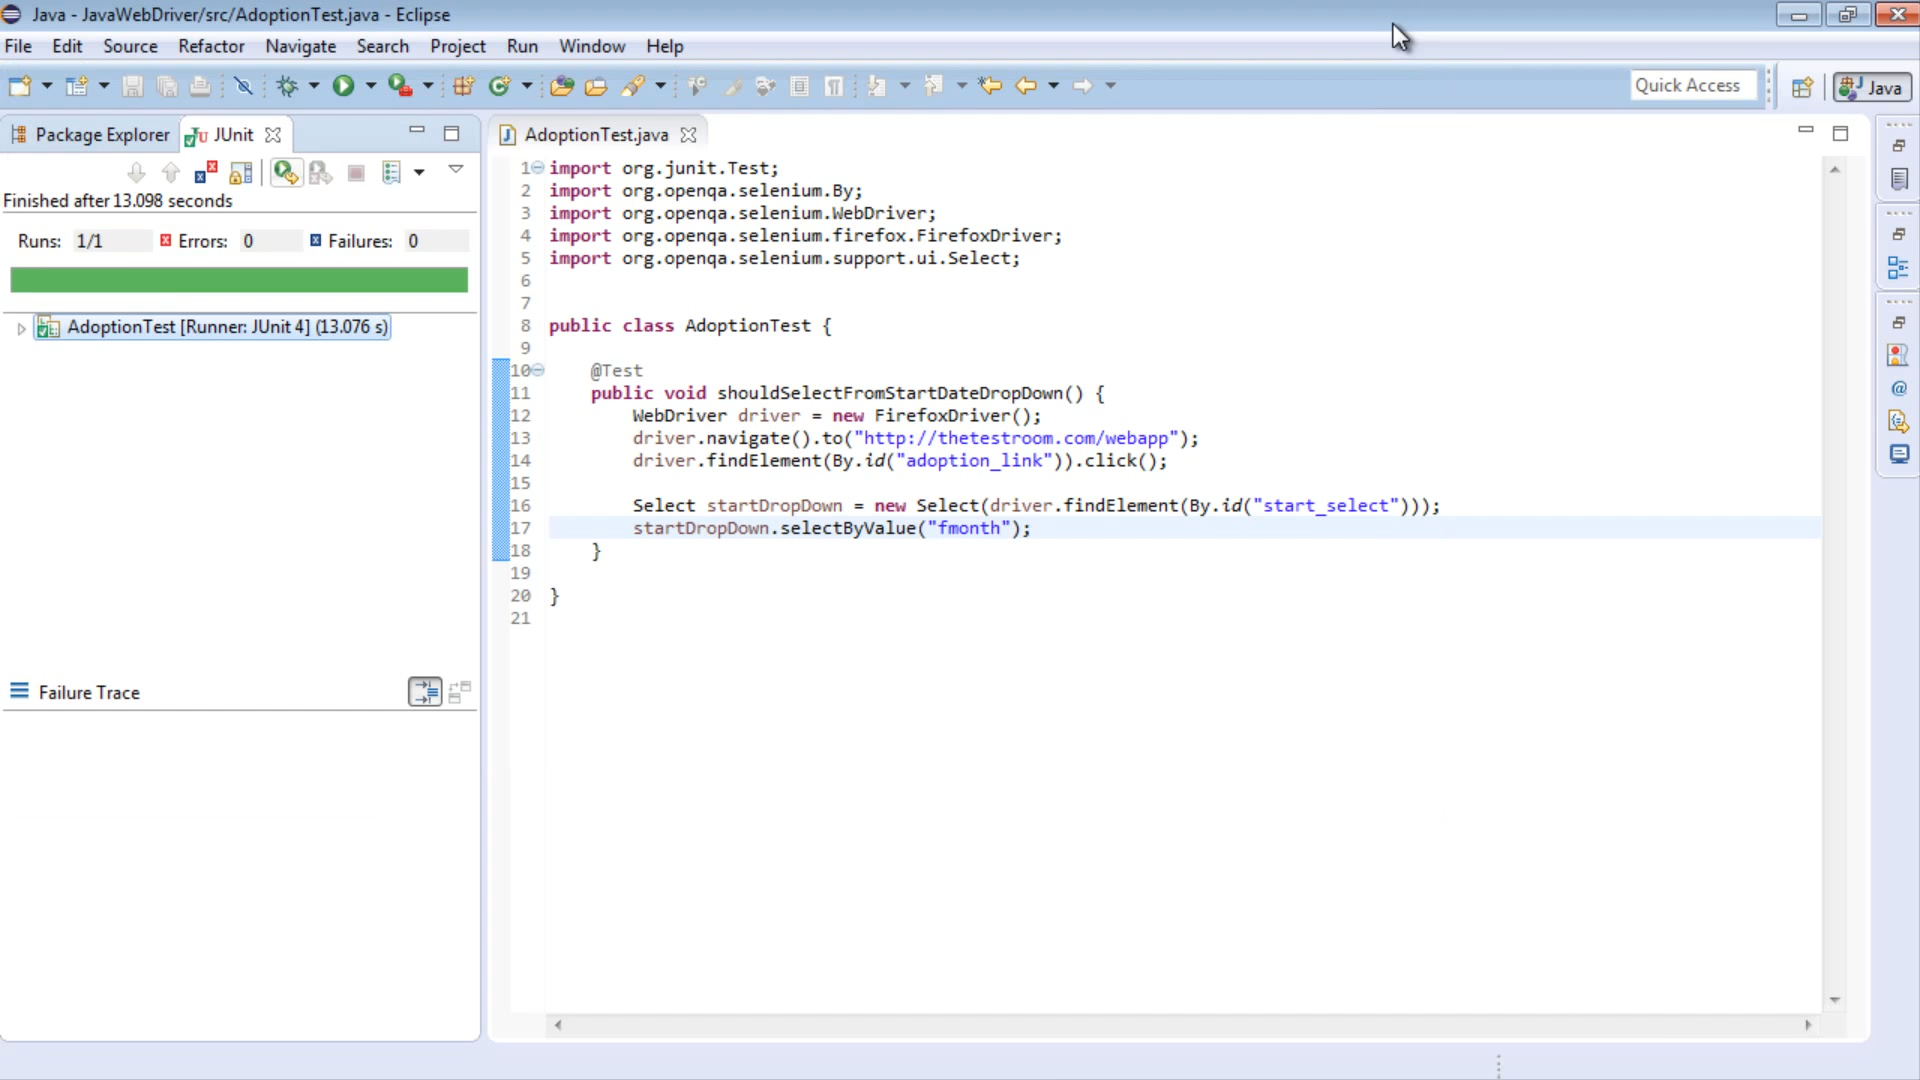 Java - JavaWebDriver/src/AdoptionTest.java - Eclipse
File Edit Source Refactor Navigate Search Project Run Window Help
Quick Access
Java
Package Explorer
JUnit
AdoptionTest.java
Finished after 13.098 seconds
Runs: 1/1 Errors: 0 Failures: 0
AdoptionTest [Runner: JUnit 4] (13.076 s)
Failure Trace
1 import org.junit.Test;
2 import org.openqa.selenium.By;
3 import org.openqa.selenium.WebDriver;
4 import org.openqa.selenium.firefox.FirefoxDriver;
5 import org.openqa.selenium.support.ui.Select;
6
7
8 public class AdoptionTest {
9
10 @Test
11 public void shouldSelectFromStartDateDropDown() {
12 WebDriver driver = new FirefoxDriver();
13 driver.navigate().to("http://thetestroom.com/webapp");
14 driver.findElement(By.id("adoption_link")).click();
15
16 Select startDropDown = new Select(driver.findElement(By.id("start_select")));
17 startDropDown.selectByValue("fmonth");
18 }
19
20 }
21